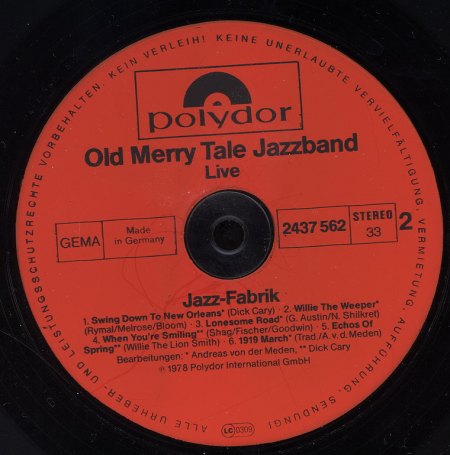 ALLE URHEBER- UND LEISTUNGSSCHUTZRECHTE VORBEHALTEN. KEIN VERLEIH! KEINE UNERLAUBTE VERVIELFÄLTIGUNG, VERMIETUNG, AUFFÜHRUNG, SENDUNG!
polydor
Old Merry Tale Jazzband
Live
GEMA
Made
in Germany
2437 562
STEREO
33
2
Jazz-Fabrik
1. Swing Down To New Orleans* (Dick Cary) · 2. Willie The Weeper*
(Rymal/Melrose/Bloom) · 3. Lonesome Road* (G. Austin/N. Shilkret)
4. When You're Smiling** (Shag/Fischer/Goodwin) · 5. Echos Of
Spring** (Willie The Lion Smith) · 6. 1919 March* (Trad./A. v.d. Meden)
Bearbeitungen: * Andreas von der Meden, ** Dick Cary
℗ 1978 Polydor International GmbH
LC 0309